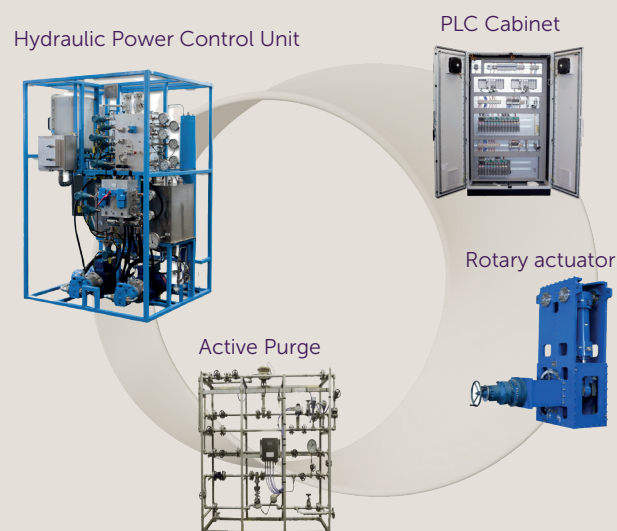 Hydraulic Power Control Unit
PLC Cabinet
Rotary actuator
Active Purge